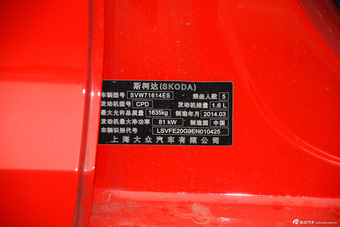 斯柯达(SKODA)
车辆型号 SVW71614ES 乘坐人数 5
发动机型号 CPD 发动机排量 1.6 L
最大允许总质量 1635kg 制造年月 2014.03
发动机最大净功率 81 kW 制造国 中国
车辆识别代号 LSVFE20G9EN010425
上海大众汽车有限公司